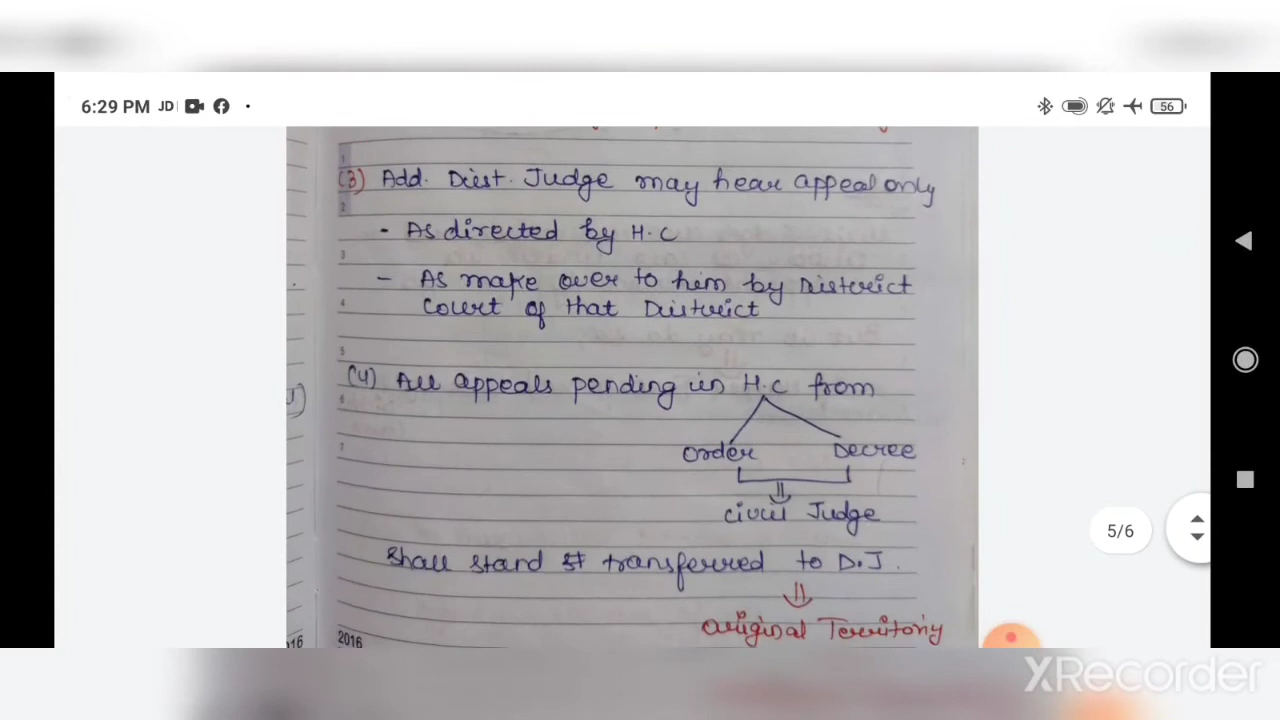 6:29 PM JD
56
(3) Add. Dist. Judge may hear appeal only
- As directed by H.C
- As make over to him by District
Court of that District
(4) All appeals pending in H.C from
Order Decree
Civil Judge
Shall stand st transferred to D.J.
Original Territory
2016
5/6
XRecorder